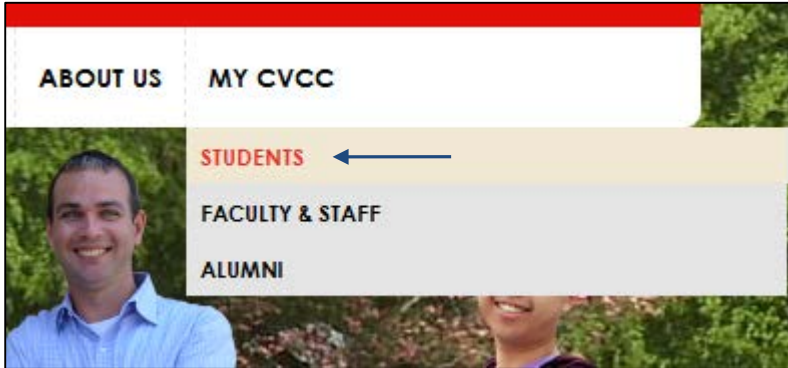 ABOUT US MY CVCC
STUDENTS
FACULTY & STAFF
ALUMNI